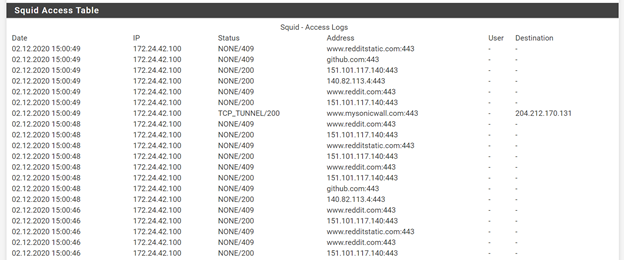 Squid Access Table
Squid - Access Logs
Date IP Status Address User Destination
02.12.2020 15:00:49 172.24.42.100 NONE/409 www.redditstatic.com:443 - -
02.12.2020 15:00:49 172.24.42.100 NONE/409 github.com:443 - -
02.12.2020 15:00:49 172.24.42.100 NONE/200 151.101.117.140:443 - -
02.12.2020 15:00:49 172.24.42.100 NONE/200 140.82.113.4:443 - -
02.12.2020 15:00:49 172.24.42.100 NONE/409 www.reddit.com:443 - -
02.12.2020 15:00:49 172.24.42.100 NONE/200 151.101.117.140:443 - -
02.12.2020 15:00:49 172.24.42.100 TCP_TUNNEL/200 www.mysonicwall.com:443 - 204.212.170.131
02.12.2020 15:00:48 172.24.42.100 NONE/409 www.reddit.com:443 - -
02.12.2020 15:00:48 172.24.42.100 NONE/200 151.101.117.140:443 - -
02.12.2020 15:00:48 172.24.42.100 NONE/409 www.redditstatic.com:443 - -
02.12.2020 15:00:48 172.24.42.100 NONE/200 151.101.117.140:443 - -
02.12.2020 15:00:48 172.24.42.100 NONE/409 www.reddit.com:443 - -
02.12.2020 15:00:48 172.24.42.100 NONE/200 151.101.117.140:443 - -
02.12.2020 15:00:48 172.24.42.100 NONE/409 github.com:443 - -
02.12.2020 15:00:48 172.24.42.100 NONE/200 140.82.113.4:443 - -
02.12.2020 15:00:46 172.24.42.100 NONE/409 www.reddit.com:443 - -
02.12.2020 15:00:46 172.24.42.100 NONE/200 151.101.117.140:443 - -
02.12.2020 15:00:46 172.24.42.100 NONE/409 www.redditstatic.com:443 - -
02.12.2020 15:00:46 172.24.42.100 NONE/409 www.reddit.com:443 - -
02.12.2020 15:00:46 172.24.42.100 NONE/200 151.101.117.140:443 - -